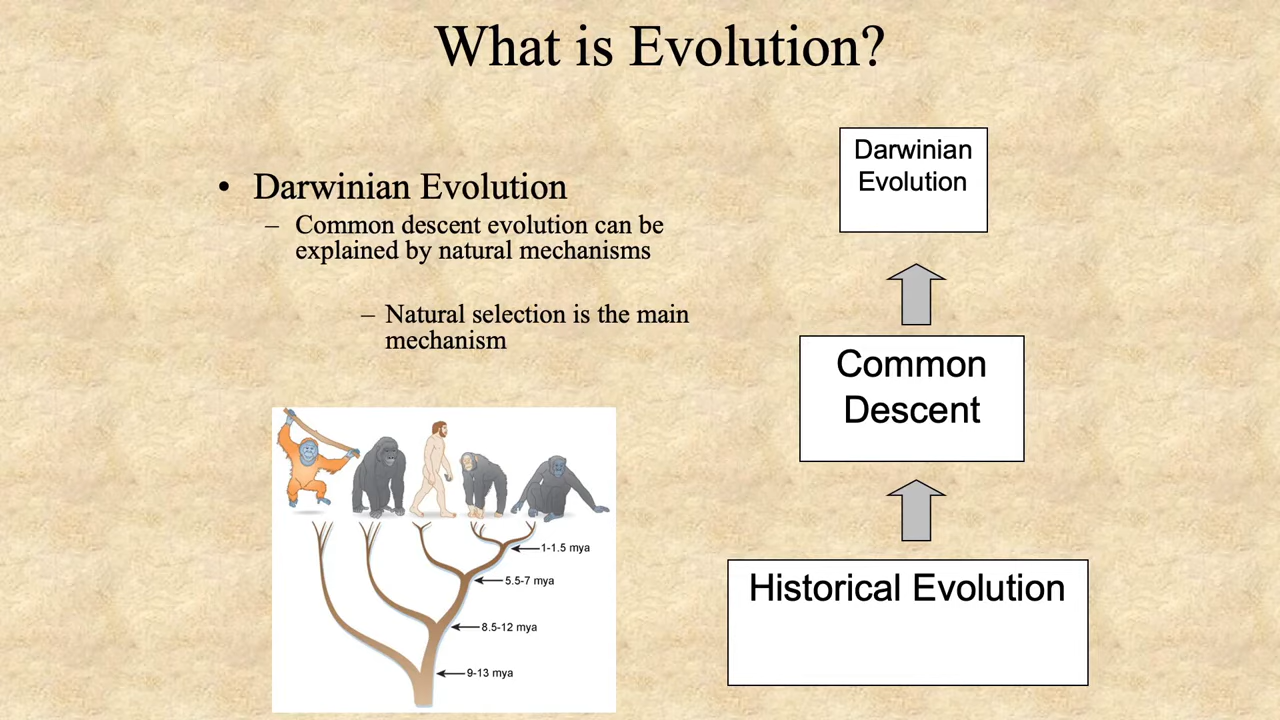 What is Evolution?
• Darwinian Evolution
– Common descent evolution can be
explained by natural mechanisms
– Natural selection is the main
mechanism
1-1.5 mya
5.5-7 mya
8.5-12 mya
9-13 mya
Darwinian
Evolution
Common
Descent
Historical Evolution